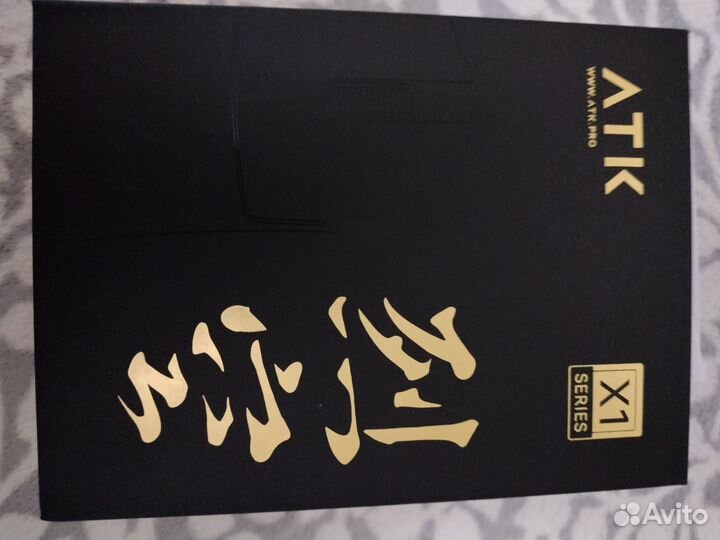 ATK
WWW.ATK.PRO
X1
SERIES
烈空
Avito